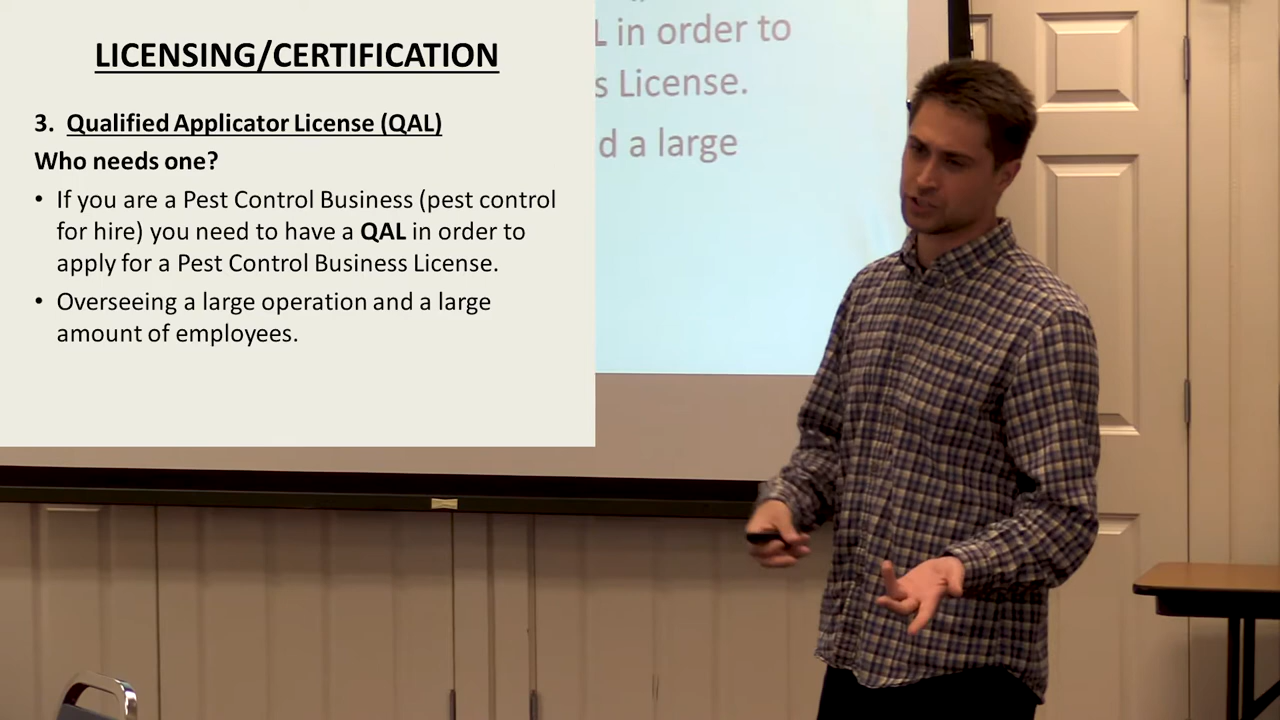 LICENSING/CERTIFICATION
3. Qualified Applicator License (QAL)
Who needs one?
• If you are a Pest Control Business (pest control
for hire) you need to have a QAL in order to
apply for a Pest Control Business License.
• Overseeing a large operation and a large
amount of employees.
L in order to
s License.
d a large